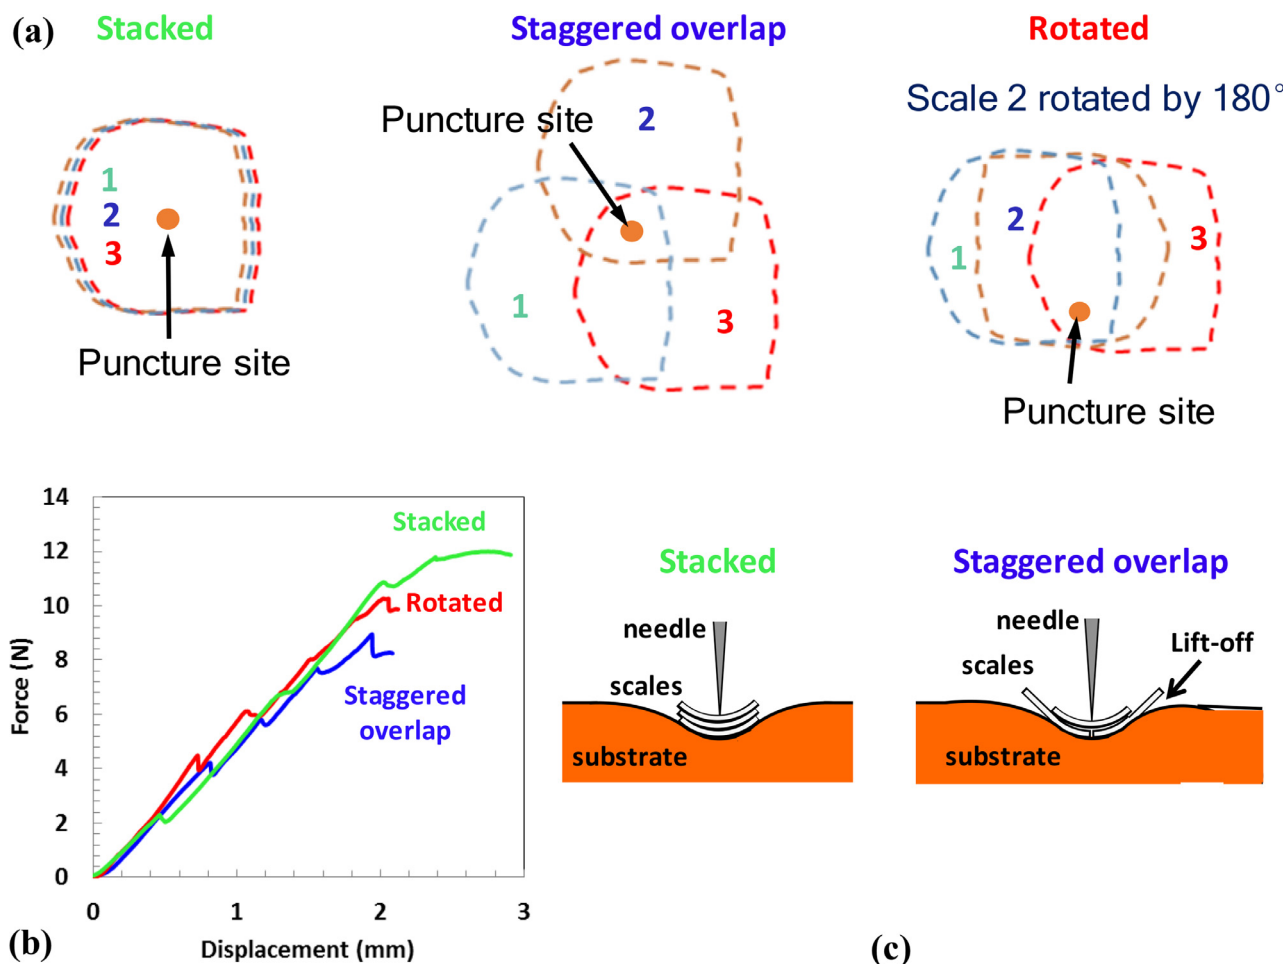 (a)
Stacked
Staggered overlap
Rotated
Scale 2 rotated by 180°
1
2
3
Puncture site
Puncture site
2
1
3
1
2
3
Puncture site
14
12
10
8
6
4
2
0
Force (N)
Stacked
Rotated
Staggered
overlap
0
1
2
3
Displacement (mm)
(b)
Stacked
needle
scales
substrate
Staggered overlap
needle
Lift-off
scales
substrate
(c)